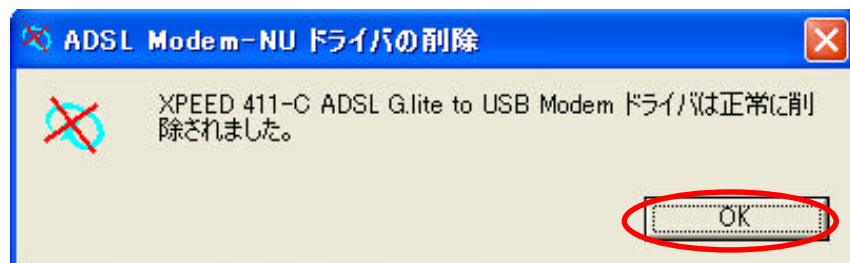 ADSL Modem-NU ドライバの削除
XPEED 411-C ADSL G.lite to USB Modem ドライバは正常に削
除されました。
OK